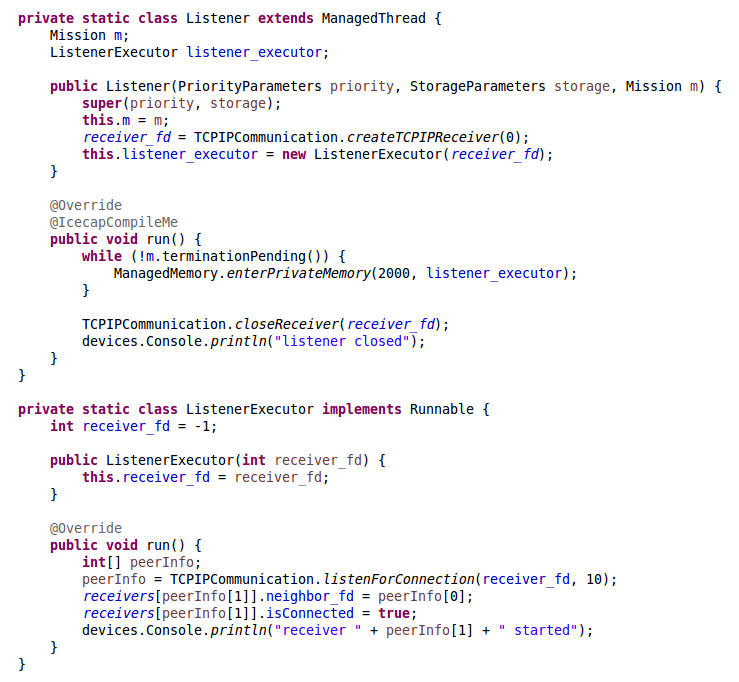 private static class Listener extends ManagedThread {
    Mission m;
    ListenerExecutor listener_executor;

    public Listener(PriorityParameters priority, StorageParameters storage, Mission m) {
        super(priority, storage);
        this.m = m;
        receiver_fd = TCPIPCommunication.createTCPIPReceiver(0);
        this.listener_executor = new ListenerExecutor(receiver_fd);
    }

    @Override
    @IcecapCompileMe
    public void run() {
        while (!m.terminationPending()) {
            ManagedMemory.enterPrivateMemory(2000, listener_executor);
        }

        TCPIPCommunication.closeReceiver(receiver_fd);
        devices.Console.println("listener closed");
    }
}

private static class ListenerExecutor implements Runnable {
    int receiver_fd = -1;

    public ListenerExecutor(int receiver_fd) {
        this.receiver_fd = receiver_fd;
    }

    @Override
    public void run() {
        int[] peerInfo;
        peerInfo = TCPIPCommunication.listenForConnection(receiver_fd, 10);
        receivers[peerInfo[1]].neighbor_fd = peerInfo[0];
        receivers[peerInfo[1]].isConnected = true;
        devices.Console.println("receiver " + peerInfo[1] + " started");
    }
}